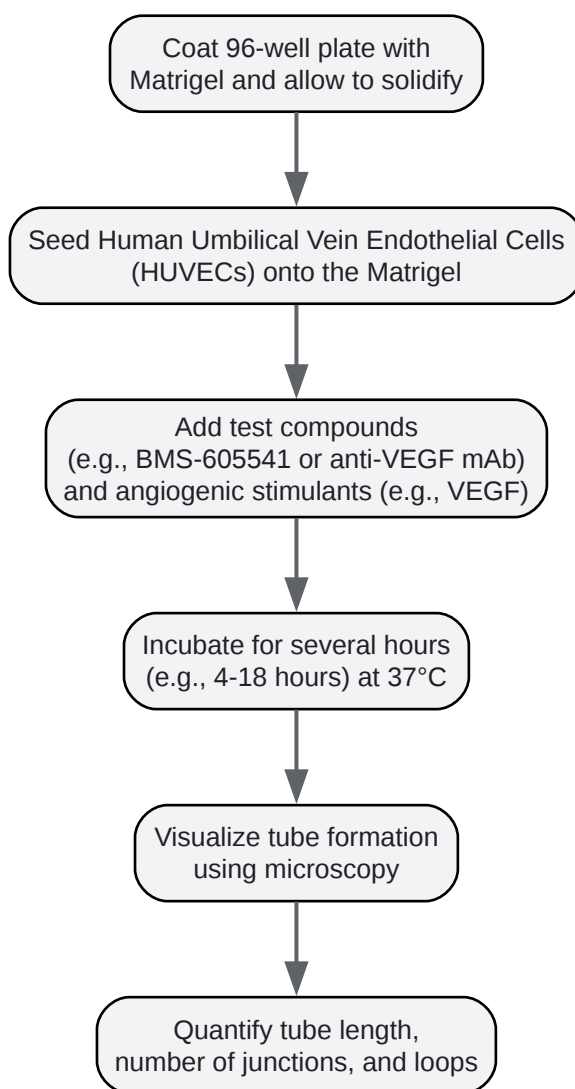 Coat 96-well plate with
Matrigel and allow to solidify
Seed Human Umbilical Vein Endothelial Cells
(HUVECs) onto the Matrigel
Add test compounds
(e.g., BMS-605541 or anti-VEGF mAb)
and angiogenic stimulants (e.g., VEGF)
Incubate for several hours
(e.g., 4-18 hours) at 37°C
Visualize tube formation
using microscopy
Quantify tube length,
number of junctions, and loops